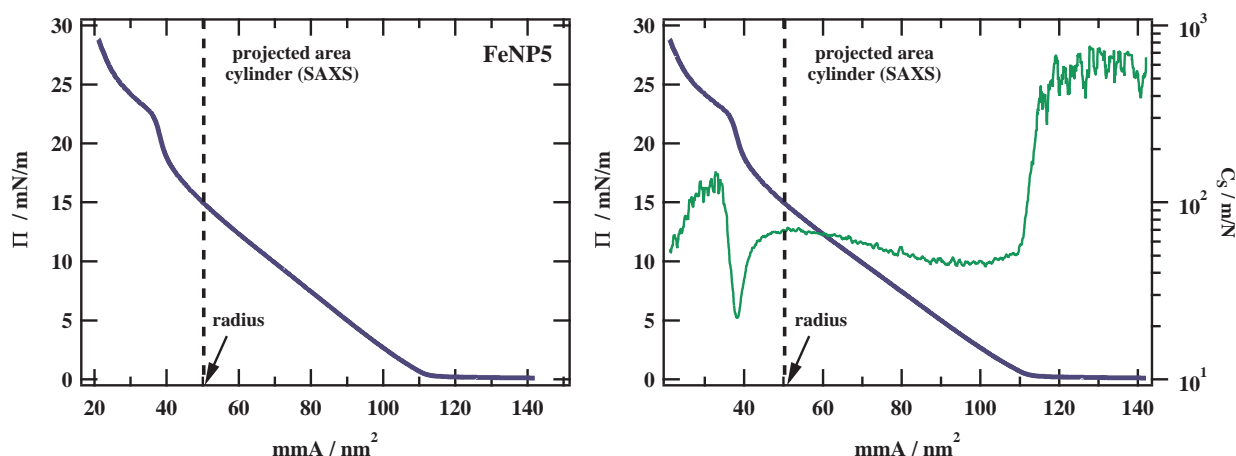 30
25
20
15
10
5
0
Π / mN/m
projected area
cylinder (SAXS)
FeNP5
radius
20 40 60 80 100 120 140
mmA / nm²
30
25
20
15
10
5
0
Π / mN/m
projected area
cylinder (SAXS)
radius
40 60 80 100 120 140
mmA / nm²
10³
10²
10¹
C_S / m/N